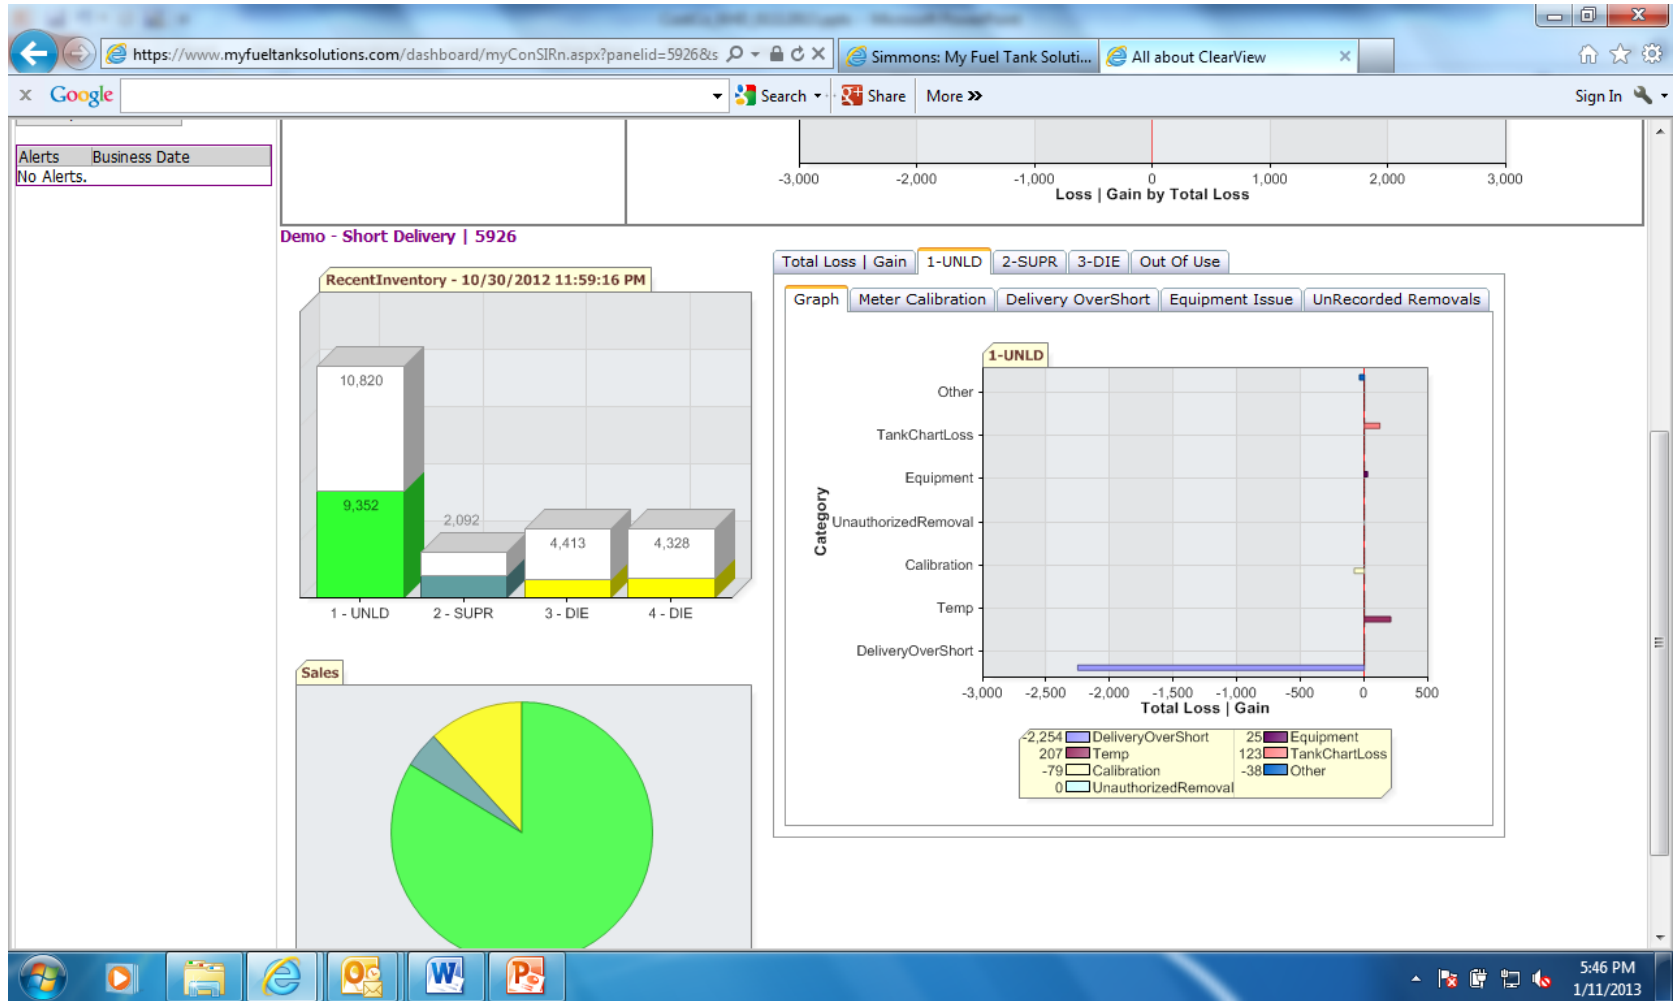 https://www.myfueltanksolutions.com/dashboard/myConSIRn.aspx?panelid=5926&s
Simmons: My Fuel Tank Soluti...
All about ClearView
x Google
Search
Share
More »
Sign In
Alerts Business Date
No Alerts.
-3,000 -2,000 -1,000 0 1,000 2,000 3,000
Loss | Gain by Total Loss
Demo - Short Delivery | 5926
RecentInventory - 10/30/2012 11:59:16 PM
10,820
9,352
2,092
4,413
4,328
1 - UNLD 2 - SUPR 3 - DIE 4 - DIE
Sales
Total Loss | Gain 1-UNLD 2-SUPR 3-DIE Out Of Use
Graph Meter Calibration Delivery OverShort Equipment Issue UnRecorded Removals
1-UNLD
Category
Other
TankChartLoss
Equipment
UnauthorizedRemoval
Calibration
Temp
DeliveryOverShort
-3,000 -2,500 -2,000 -1,500 -1,000 -500 0 500
Total Loss | Gain
-2,254 DeliveryOverShort 25 Equipment
207 Temp 123 TankChartLoss
-79 Calibration -38 Other
0 UnauthorizedRemoval
5:46 PM
1/11/2013